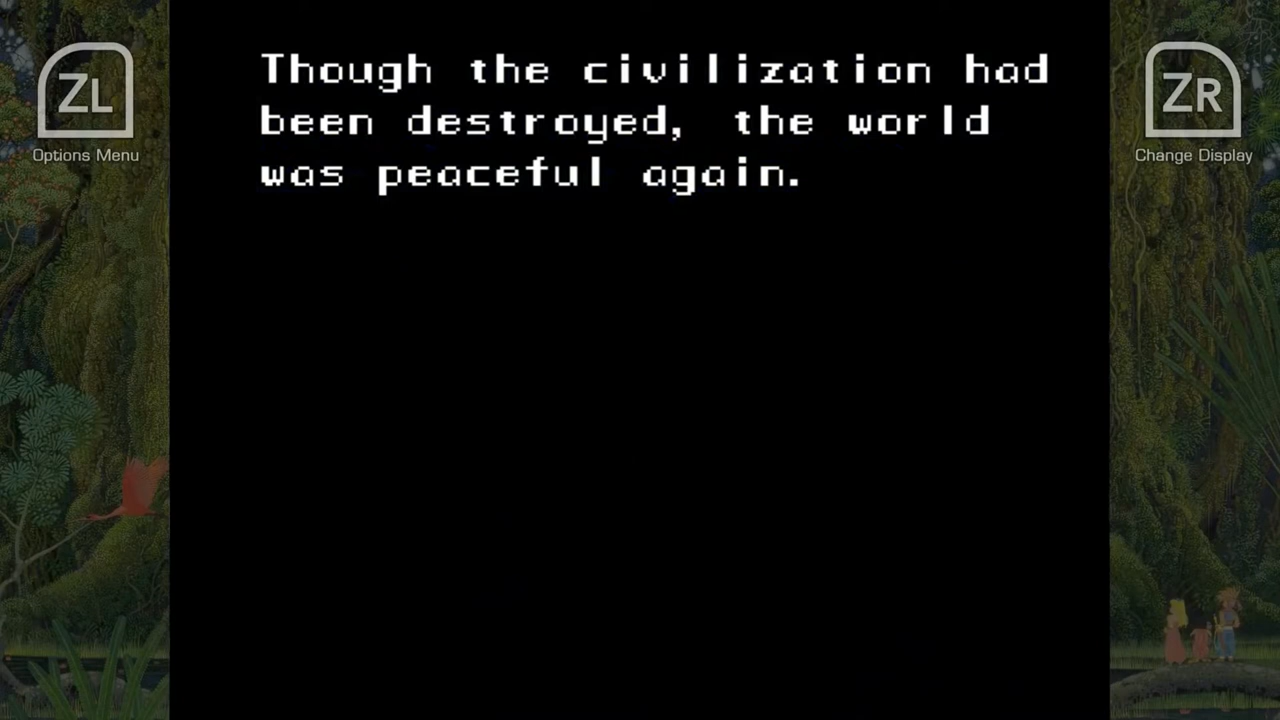 Though the civilization had
been destroyed, the world
was peaceful again.
ZL
Options Menu
ZR
Change Display